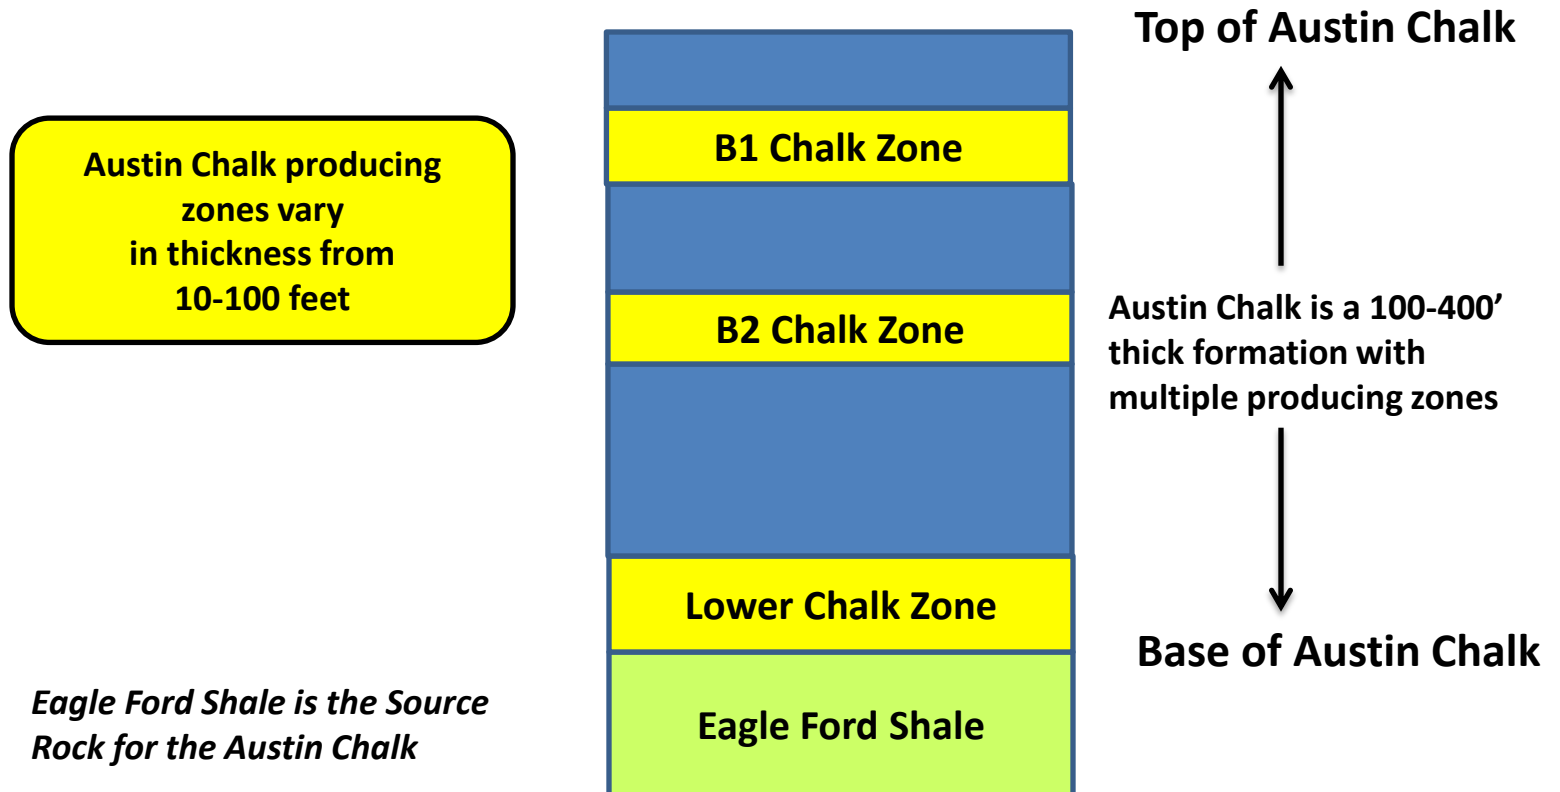 Top of Austin Chalk
Austin Chalk producing
zones vary
in thickness from
10-100 feet
B1 Chalk Zone
B2 Chalk Zone
Austin Chalk is a 100-400’
thick formation with
multiple producing zones
Lower Chalk Zone
Base of Austin Chalk
Eagle Ford Shale is the Source
Rock for the Austin Chalk
Eagle Ford Shale